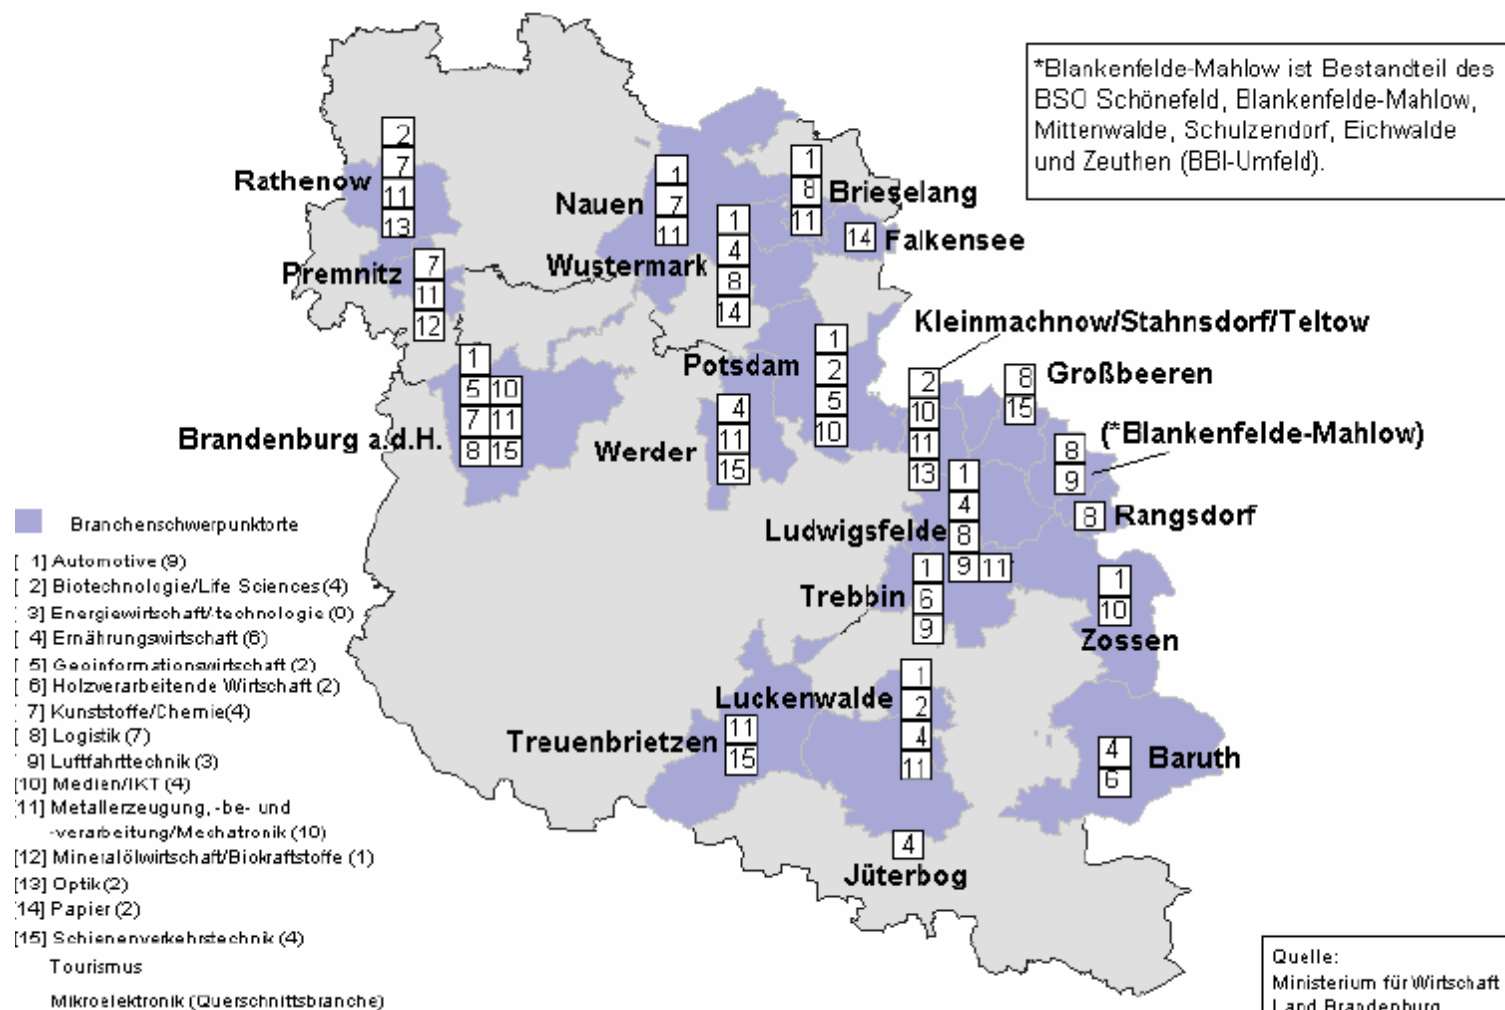 *Blankenfelde-Mahlow ist Bestandteil des
BSO Schönefeld, Blankenfelde-Mahlow,
Mittenwalde, Schulzendorf, Eichwalde
und Zeuthen (BBI-Umfeld).
Rathenow
2
7
11
13
Premnitz
7
11
12
Nauen
1
7
11
Wustermark
1
4
8
14
Brieselang
1
8
11
14
Falkensee
Brandenburg a.d.H.
1
5 10
7 11
8 15
Potsdam
1
2
5
10
Werder
4
11
15
Kleinmachnow/Stahnsdorf/Teltow
2
10
11
13
Großbeeren
8
15
(*Blankenfelde-Mahlow)
8
9
8
Rangsdorf
Ludwigsfelde
1
4
8
9 11
Trebbin
1
6
9
1
10
Zossen
Luckenwalde
1
2
4
11
Treuenbrietzen
11
15
4
6
Baruth
4
Jüterbog
Branchenschwerpunktorte
[ 1] Automotive (9)
[ 2] Biotechnologie/Life Sciences (4)
[ 3] Energiewirtschaft/-technologie (0)
[ 4] Ernährungswirtschaft (6)
[ 5] Geoinformationswirtschaft (2)
[ 6] Holzverarbeitende Wirtschaft (2)
[ 7] Kunststoffe/Chemie(4)
[ 8] Logistik (7)
[ 9] Luftfahrttechnik (3)
[10] Medien/IKT (4)
[11] Metallerzeugung, -be- und
-verarbeitung/Mechatronik (10)
[12] Mineralölwirtschaft/Biokraftstoffe (1)
[13] Optik(2)
[14] Papier (2)
[15] Schienenverkehrstechnik (4)
Tourismus
Mikroelektronik (Querschnittsbranche)
Quelle:
Ministerium für Wirtschaft
Land Brandenburg